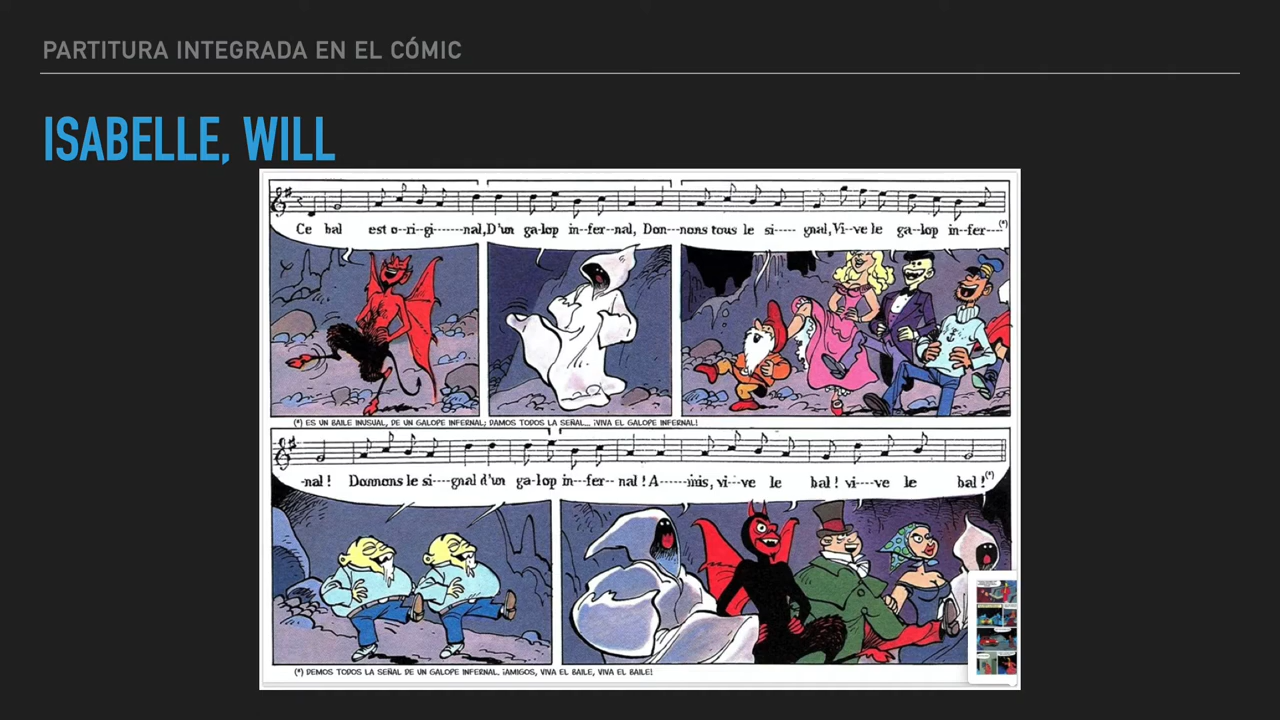 PARTITURA INTEGRADA EN EL CÓMIC
ISABELLE, WILL
Ce bal est o--ri-gi------nal,D'un ga-lop in--fer--nal, Don---nons tous le si----- gnal,Vi--ve le ga--lop in--fer---(*)
(*) ES UN BAILE INUSUAL, DE UN GALOPE INFERNAL; DAMOS TODOS LA SEÑAL... ¡VIVA EL GALOPE INFERNAL!
-nal ! Donnons le si----gnal d'un ga-lop in---fer-- nal ! A------mis, vi---ve le bal ! vi----ve le bal !(*)
(*) DEMOS TODOS LA SEÑAL DE UN GALOPE INFERNAL. ¡AMIGOS, VIVA EL BAILE, VIVA EL BAILE!